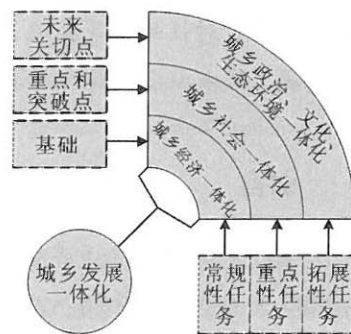 未来
关切点
重点和
突破点
基础
城乡政治、文化、
生态环境一体化
城乡社会一体化
城乡经济一体化
城乡发展
一体化
常规
性任
务
重点
性任
务
拓展
性任
务